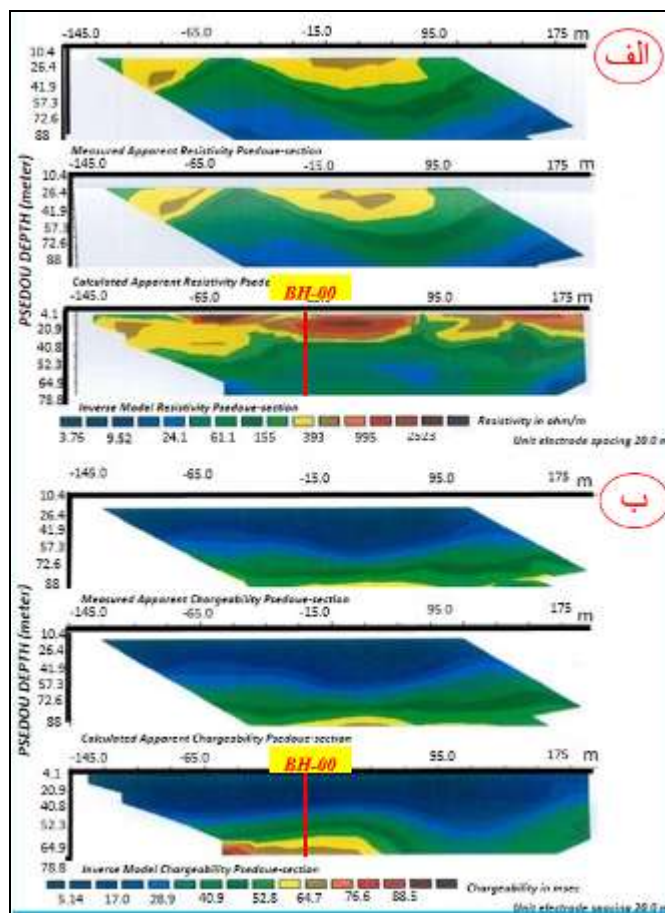 -145.0 -65.0 -15.0 95.0 175 m
الف
10.4
26.4
41.9
57.3
72.6
88
Measured Apparent Resistivity Psedoue-section
-145.0 -65.0 -15.0 95.0 175 m
10.4
26.4
41.9
57.3
72.6
88
PSEDOU DEPTH (meter)
Calculated Apparent Resistivity
BH-00
-145.0 -65.0 95.0 175 m
4.1
20.9
40.8
52.3
64.9
78.8
Inverse Model Resistivity Psedoue-section
Resistivity in ohm/m
3.75 9.52 24.1 61.1 155 393 995 2523
Unit electrode spacing 20.0
-145.0 -65.0 -15.0 95.0 175 m
ب
10.4
26.4
41.9
57.3
72.6
88
Measured Apparent Chargeability Psedoue-section
-145.0 -65.0 -15.0 95.0 175 m
10.4
26.4
41.9
57.3
72.6
88
PSEDOU DEPTH (meter)
Calculated Apparent Chargeability Psedoue-section
BH-00
-145.0 -65.0 95.0 175 m
4.1
20.9
40.8
52.3
64.9
78.8
Inverse Model Chargeability Psedoue-section
Chargeability in msec
5.14 17.0 28.9 40.9 52.8 64.7 76.6 88.5
Unit electrode spacing 20.0